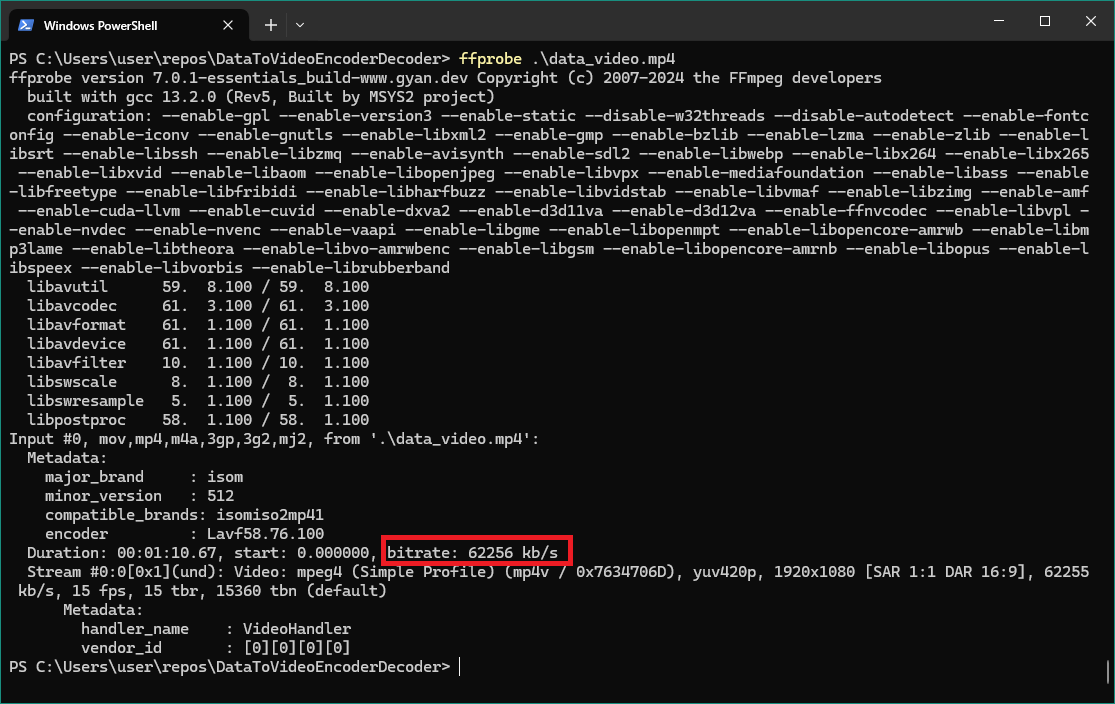 Windows PowerShell
PS C:\Users\user\repos\DataToVideoEncoderDecoder> ffprobe .\data_video.mp4
ffprobe version 7.0.1-essentials_build-www.gyan.dev Copyright (c) 2007-2024 the FFmpeg developers
  built with gcc 13.2.0 (Rev5, Built by MSYS2 project)
  configuration: --enable-gpl --enable-version3 --enable-static --disable-w32threads --disable-autodetect --enable-fontc
onfig --enable-iconv --enable-gnutls --enable-libxml2 --enable-gmp --enable-bzlib --enable-lzma --enable-zlib --enable-l
ibsrt --enable-libssh --enable-libzmq --enable-avisynth --enable-sdl2 --enable-libwebp --enable-libx264 --enable-libx265
 --enable-libxvid --enable-libaom --enable-libopenjpeg --enable-libvpx --enable-mediafoundation --enable-libass --enable
-libfreetype --enable-libfribidi --enable-libharfbuzz --enable-libvidstab --enable-libvmaf --enable-libzimg --enable-amf
 --enable-cuda-llvm --enable-cuvid --enable-dxva2 --enable-d3d11va --enable-d3d12va --enable-ffnvcodec --enable-libvpl -
-enable-nvdec --enable-nvenc --enable-vaapi --enable-libgme --enable-libopenmpt --enable-libopencore-amrwb --enable-libm
p3lame --enable-libtheora --enable-libvo-amrwbenc --enable-libgsm --enable-libopencore-amrnb --enable-libopus --enable-l
ibspeex --enable-libvorbis --enable-librubberband
  libavutil      59.  8.100 / 59.  8.100
  libavcodec     61.  3.100 / 61.  3.100
  libavformat    61.  1.100 / 61.  1.100
  libavdevice    61.  1.100 / 61.  1.100
  libavfilter    10.  1.100 / 10.  1.100
  libswscale      8.  1.100 /  8.  1.100
  libswresample   5.  1.100 /  5.  1.100
  libpostproc    58.  1.100 / 58.  1.100
Input #0, mov,mp4,m4a,3gp,3g2,mj2, from '.\data_video.mp4':
  Metadata:
    major_brand     : isom
    minor_version   : 512
    compatible_brands: isomiso2mp41
    encoder         : Lavf58.76.100
  Duration: 00:01:10.67, start: 0.000000, bitrate: 62256 kb/s
  Stream #0:0[0x1](und): Video: mpeg4 (Simple Profile) (mp4v / 0x7634706D), yuv420p, 1920x1080 [SAR 1:1 DAR 16:9], 62255
 kb/s, 15 fps, 15 tbr, 15360 tbn (default)
      Metadata:
        handler_name    : VideoHandler
        vendor_id       : [0][0][0][0]
PS C:\Users\user\repos\DataToVideoEncoderDecoder>